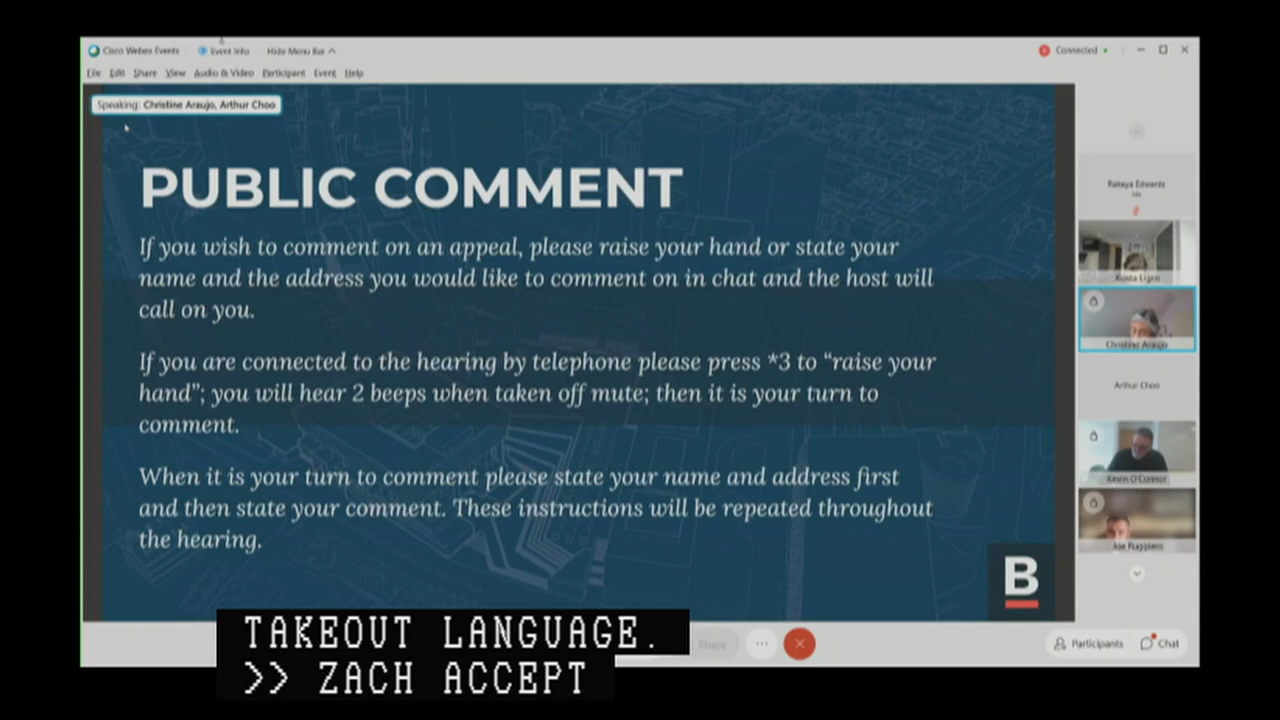 Cisco Webex Events Event Info Hide Menu Bar Connected
File Edit Share View Audio & Video Participant Event Help
Speaking: Christine Araujo, Arthur Choo
PUBLIC COMMENT
If you wish to comment on an appeal, please raise your hand or state your
name and the address you would like to comment on in chat and the host will
call on you.
If you are connected to the hearing by telephone please press *3 to “raise your
hand”; you will hear 2 beeps when taken off mute; then it is your turn to
comment.
When it is your turn to comment please state your name and address first
and then state your comment. These instructions will be repeated throughout
the hearing.
B
Rakeya Edwards
Me
Kosta Ligris
Christine Araujo
Arthur Choo
Kevin O'Connor
Joe Ruggiero
Share
Participants Chat
TAKEOUT LANGUAGE.
>> ZACH ACCEPT